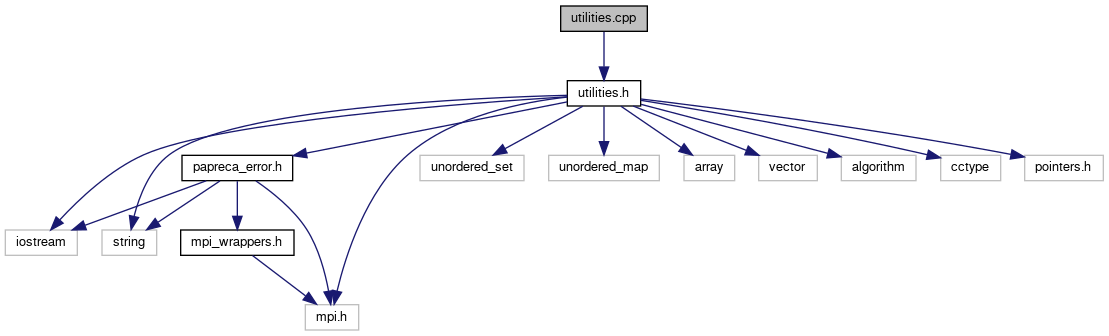 utilities.cpp
utilities.h
papreca_error.h
unordered_set
unordered_map
array
vector
algorithm
cctype
pointers.h
iostream
string
mpi_wrappers.h
mpi.h